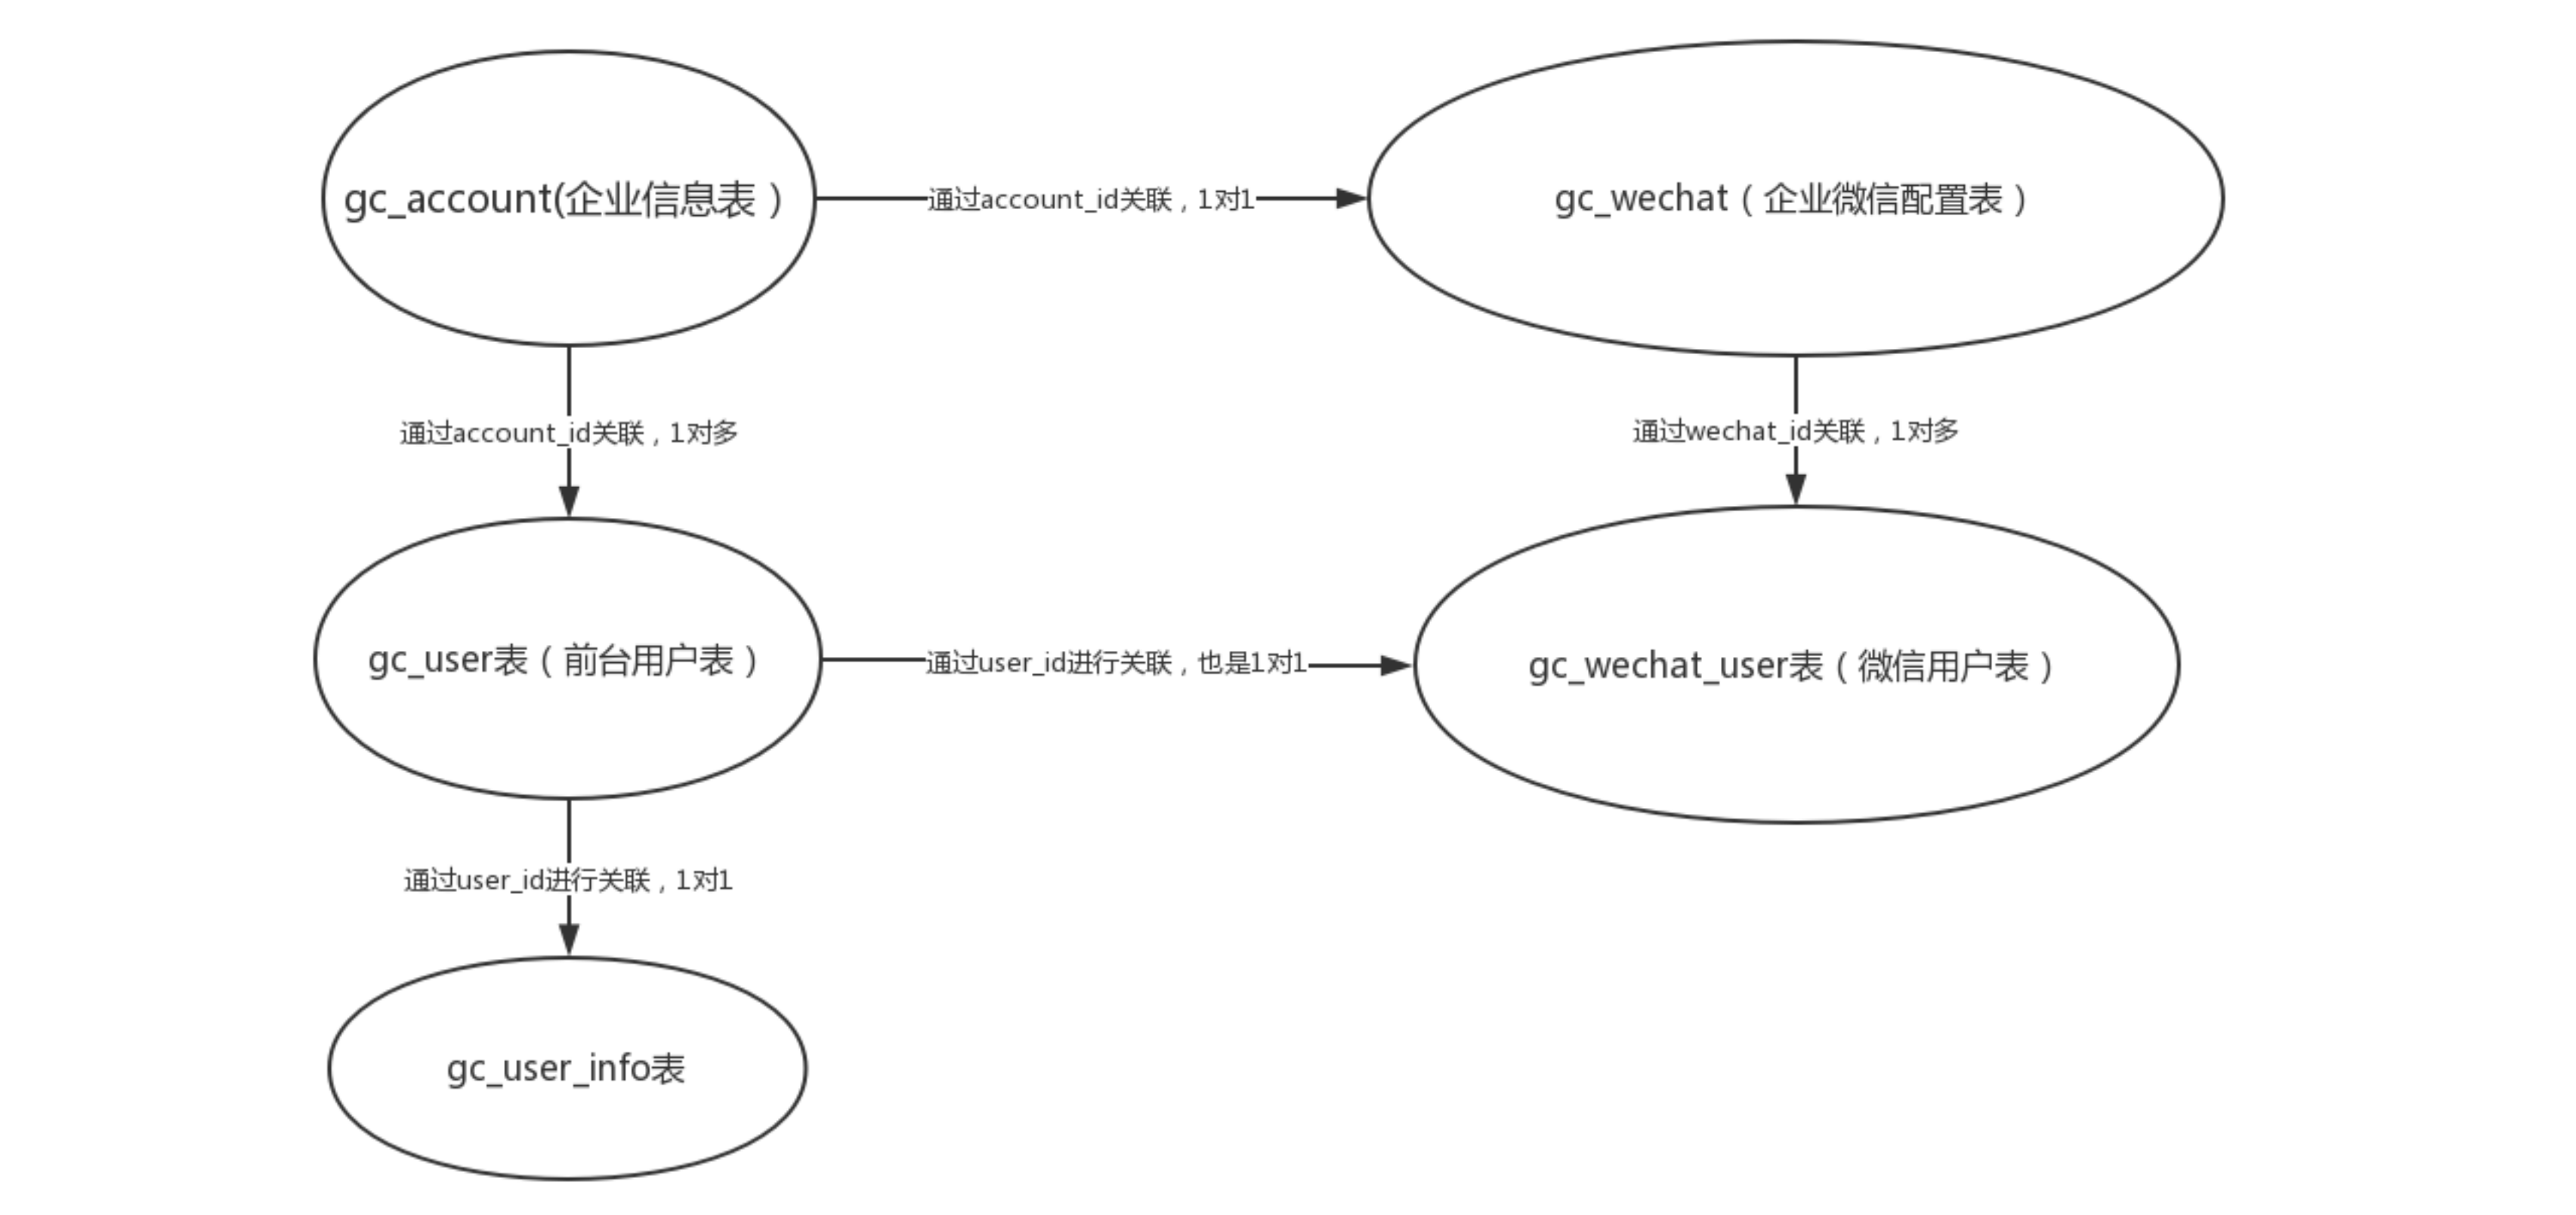 gc_account(企业信息表）
通过account_id关联，1对1
gc_wechat（企业微信配置表）
通过account_id关联，1对多
通过wechat_id关联，1对多
gc_user表（前台用户表）
通过user_id进行关联，也是1对1
gc_wechat_user表（微信用户表）
通过user_id进行关联，1对1
gc_user_info表